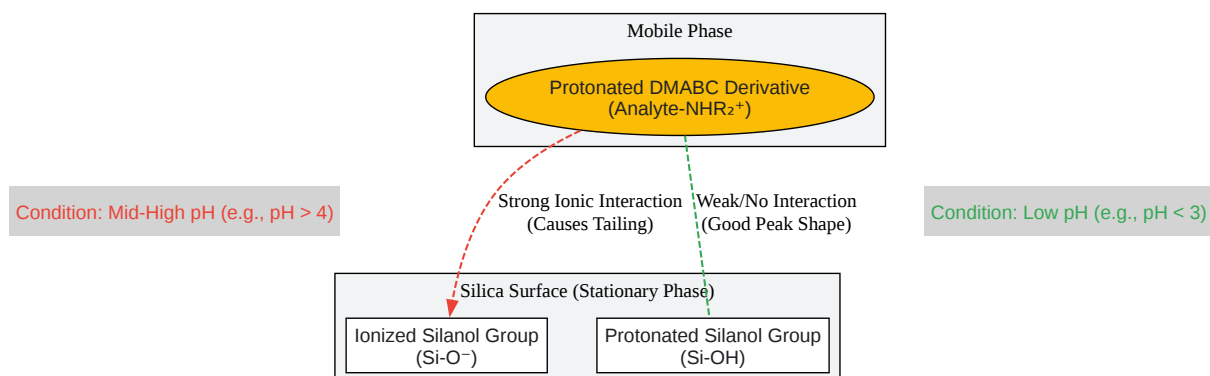 Mobile Phase
Protonated DMABC Derivative
(Analyte-NHR₂⁺)
Condition: Mid-High pH (e.g., pH > 4)
Strong Ionic Interaction
(Causes Tailing)
Weak/No Interaction
(Good Peak Shape)
Condition: Low pH (e.g., pH < 3)
Silica Surface (Stationary Phase)
Ionized Silanol Group
(Si-O⁻)
Protonated Silanol Group
(Si-OH)